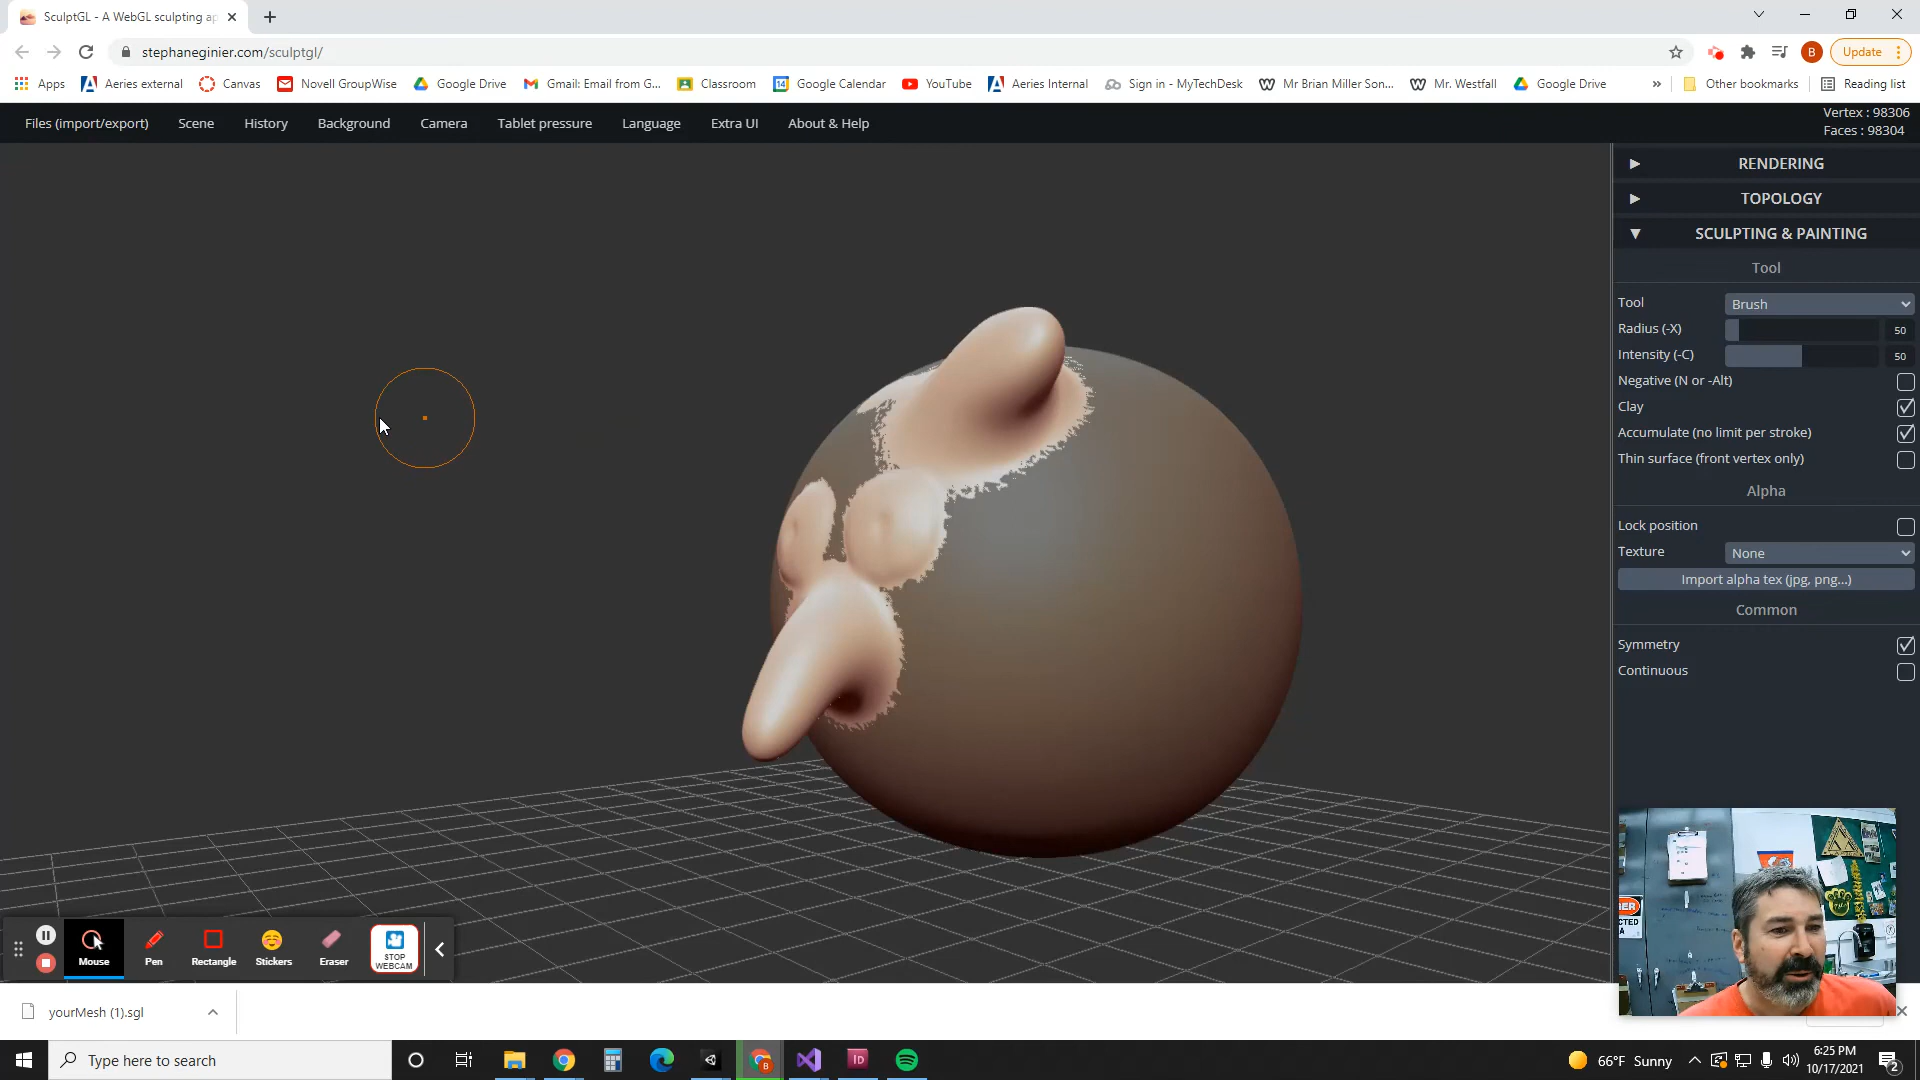 SculptGL - A WebGL sculpting ap
stephaneginier.com/sculptgl/
B
Update
Apps
Aeries external
Canvas
Novell GroupWise
Google Drive
Gmail: Email from G...
Classroom
Google Calendar
YouTube
Aeries Internal
Sign in - MyTechDesk
Mr Brian Miller Son...
Mr. Westfall
Google Drive
»
Other bookmarks
Reading list
Files (import/export)
Scene
History
Background
Camera
Tablet pressure
Language
Extra UI
About & Help
Vertex : 98306
Faces : 98304
RENDERING
TOPOLOGY
SCULPTING & PAINTING
Tool
Tool Brush
Radius (-X) 50
Intensity (-C) 50
Negative (N or -Alt)
Clay
Accumulate (no limit per stroke)
Thin surface (front vertex only)
Alpha
Lock position
Texture None
Import alpha tex (jpg, png...)
Common
Symmetry
Continuous
Mouse
Pen
Rectangle
Stickers
Eraser
STOP
WEBCAM
yourMesh (1).sgl
Type here to search
66°F Sunny
6:25 PM
10/17/2021
2